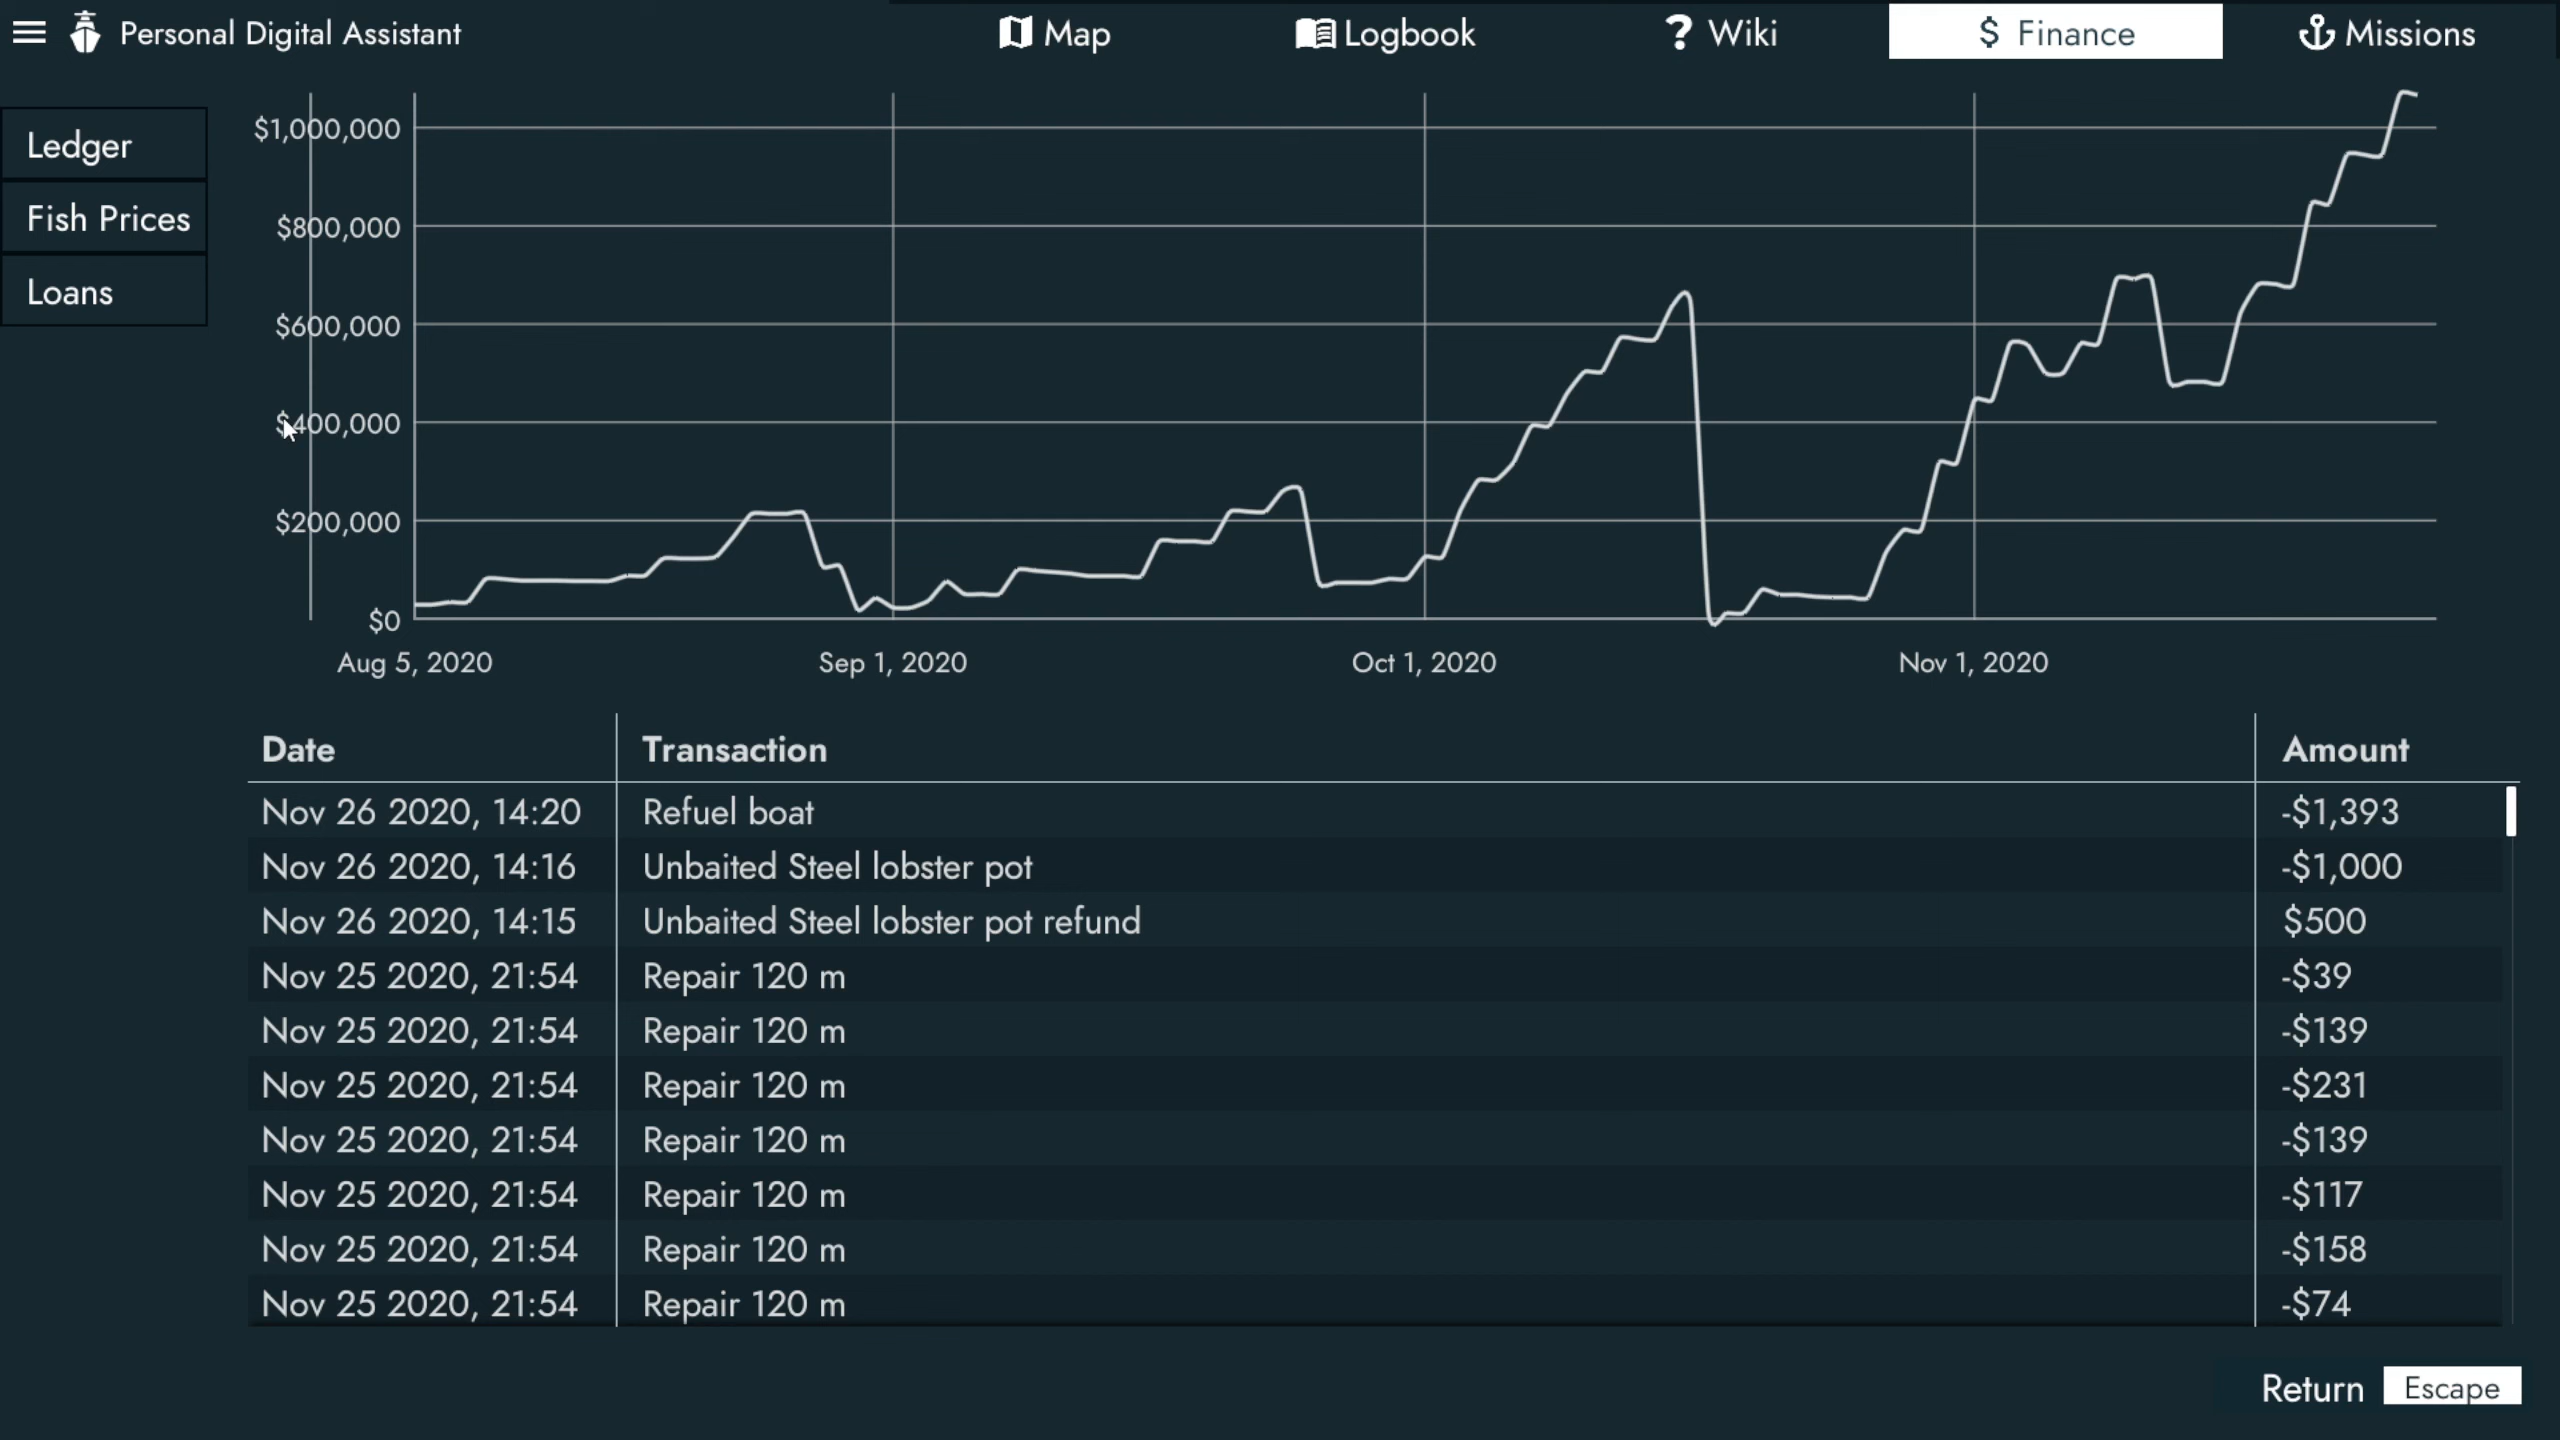 Personal Digital Assistant
Map
Logbook
? Wiki
$ Finance
Missions
Ledger
Fish Prices
Loans
$1,000,000
$800,000
$600,000
$400,000
$200,000
$0
Aug 5, 2020 Sep 1, 2020 Oct 1, 2020 Nov 1, 2020
Date Transaction Amount
Nov 26 2020, 14:20 Refuel boat -$1,393
Nov 26 2020, 14:16 Unbaited Steel lobster pot -$1,000
Nov 26 2020, 14:15 Unbaited Steel lobster pot refund $500
Nov 25 2020, 21:54 Repair 120 m -$39
Nov 25 2020, 21:54 Repair 120 m -$139
Nov 25 2020, 21:54 Repair 120 m -$231
Nov 25 2020, 21:54 Repair 120 m -$139
Nov 25 2020, 21:54 Repair 120 m -$117
Nov 25 2020, 21:54 Repair 120 m -$158
Nov 25 2020, 21:54 Repair 120 m -$74
Return Escape